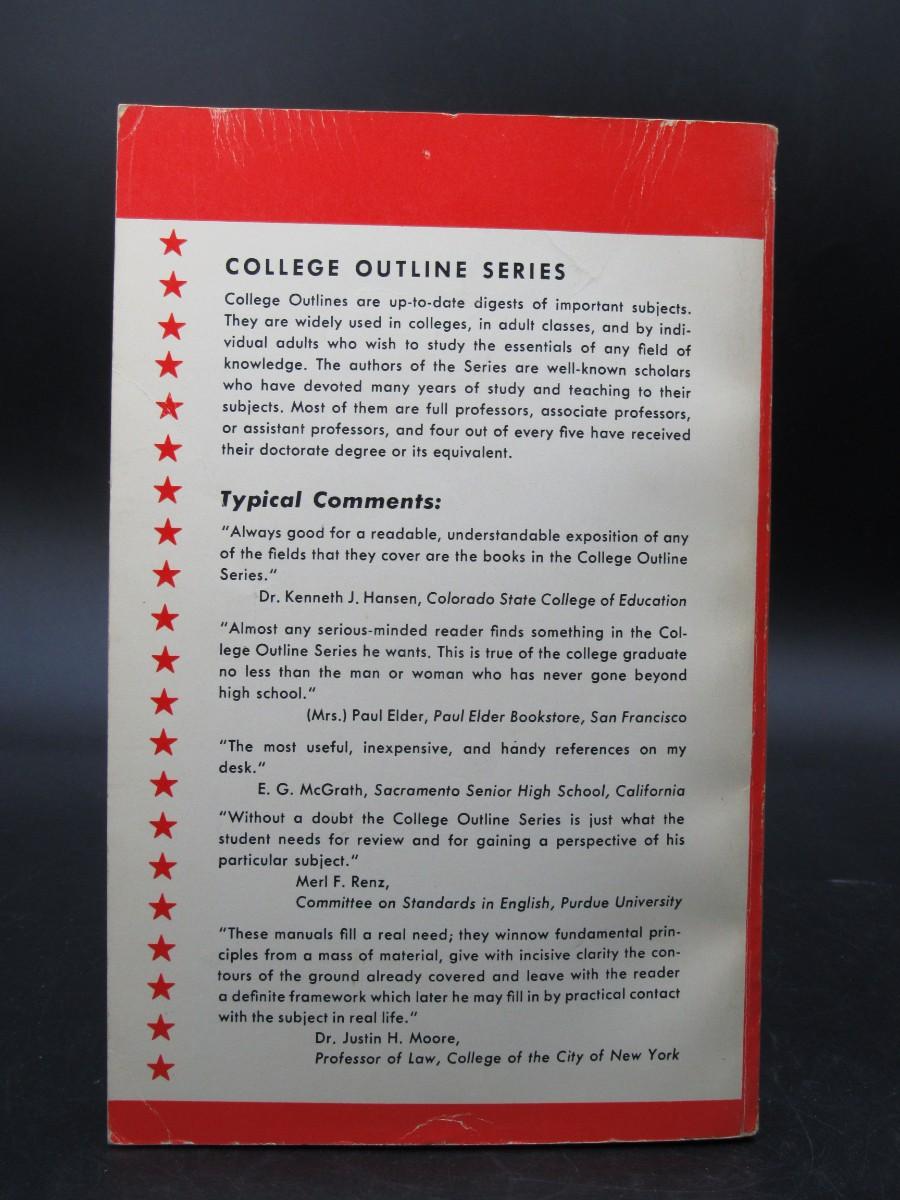 COLLEGE OUTLINE SERIES
College Outlines are up-to-date digests of important subjects.
They are widely used in colleges, in adult classes, and by indi-
vidual adults who wish to study the essentials of any field of
knowledge. The authors of the Series are well-known scholars
who have devoted many years of study and teaching to their
subjects. Most of them are full professors, associate professors,
or assistant professors, and four out of every five have received
their doctorate degree or its equivalent.
Typical Comments:
"Always good for a readable, understandable exposition of any
of the fields that they cover are the books in the College Outline
Series."
Dr. Kenneth J. Hansen, Colorado State College of Education
"Almost any serious-minded reader finds something in the Col-
lege Outline Series he wants. This is true of the college graduate
no less than the man or woman who has never gone beyond
high school."
(Mrs.) Paul Elder, Paul Elder Bookstore, San Francisco
"The most useful, inexpensive, and handy references on my
desk."
E. G. McGrath, Sacramento Senior High School, California
"Without a doubt the College Outline Series is just what the
student needs for review and for gaining a perspective of his
particular subject."
Merl F. Renz,
Committee on Standards in English, Purdue University
"These manuals fill a real need; they winnow fundamental prin-
ciples from a mass of material, give with incisive clarity the con-
tours of the ground already covered and leave with the reader
a definite framework which later he may fill in by practical contact
with the subject in real life."
Dr. Justin H. Moore,
Professor of Law, College of the City of New York